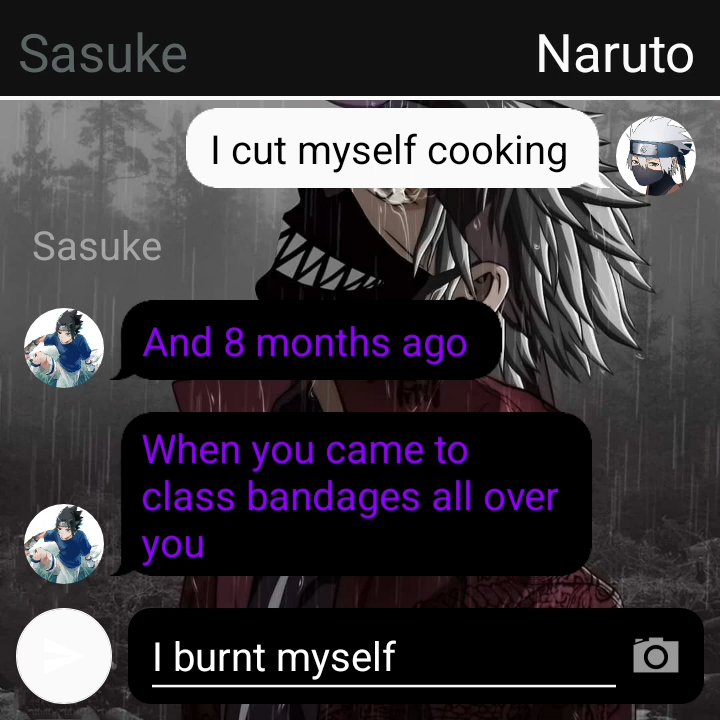 Sasuke
Naruto
I cut myself cooking
Sasuke
And 8 months ago
When you came to
class bandages all over
you
I burnt myself